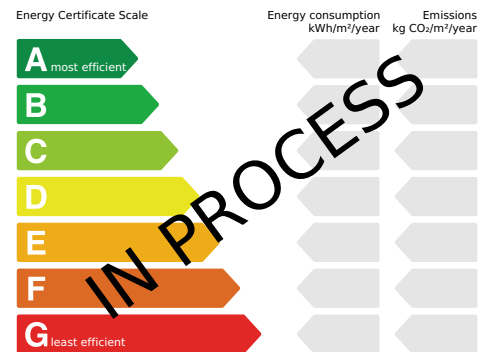 Energy Certificate Scale
Energy consumption
kWh/m²/year
Emissions
kg CO₂/m²/year
A most efficient
B
C
D
E
F
G least efficient
IN PROCESS